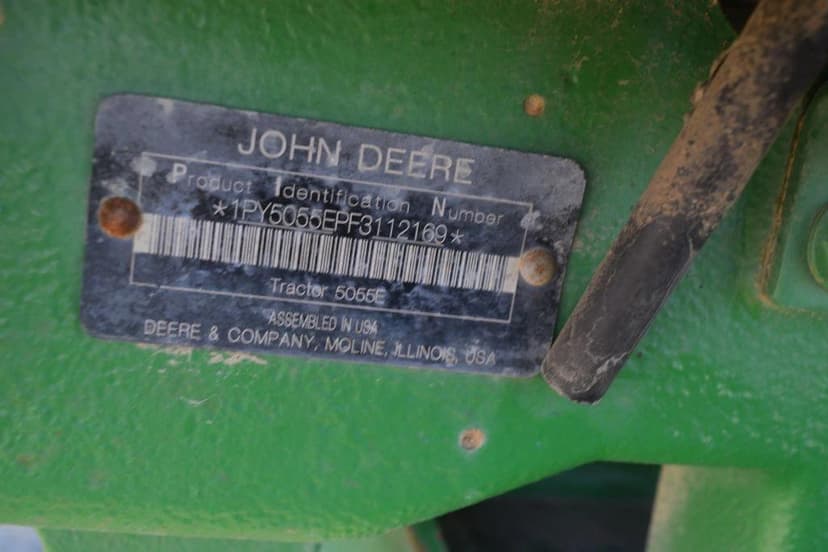 JOHN DEERE
Product Identification Number
*1PY5055EPF3112169*
Tractor 5055E
ASSEMBLED IN USA
DEERE & COMPANY, MOLINE, ILLINOIS, USA